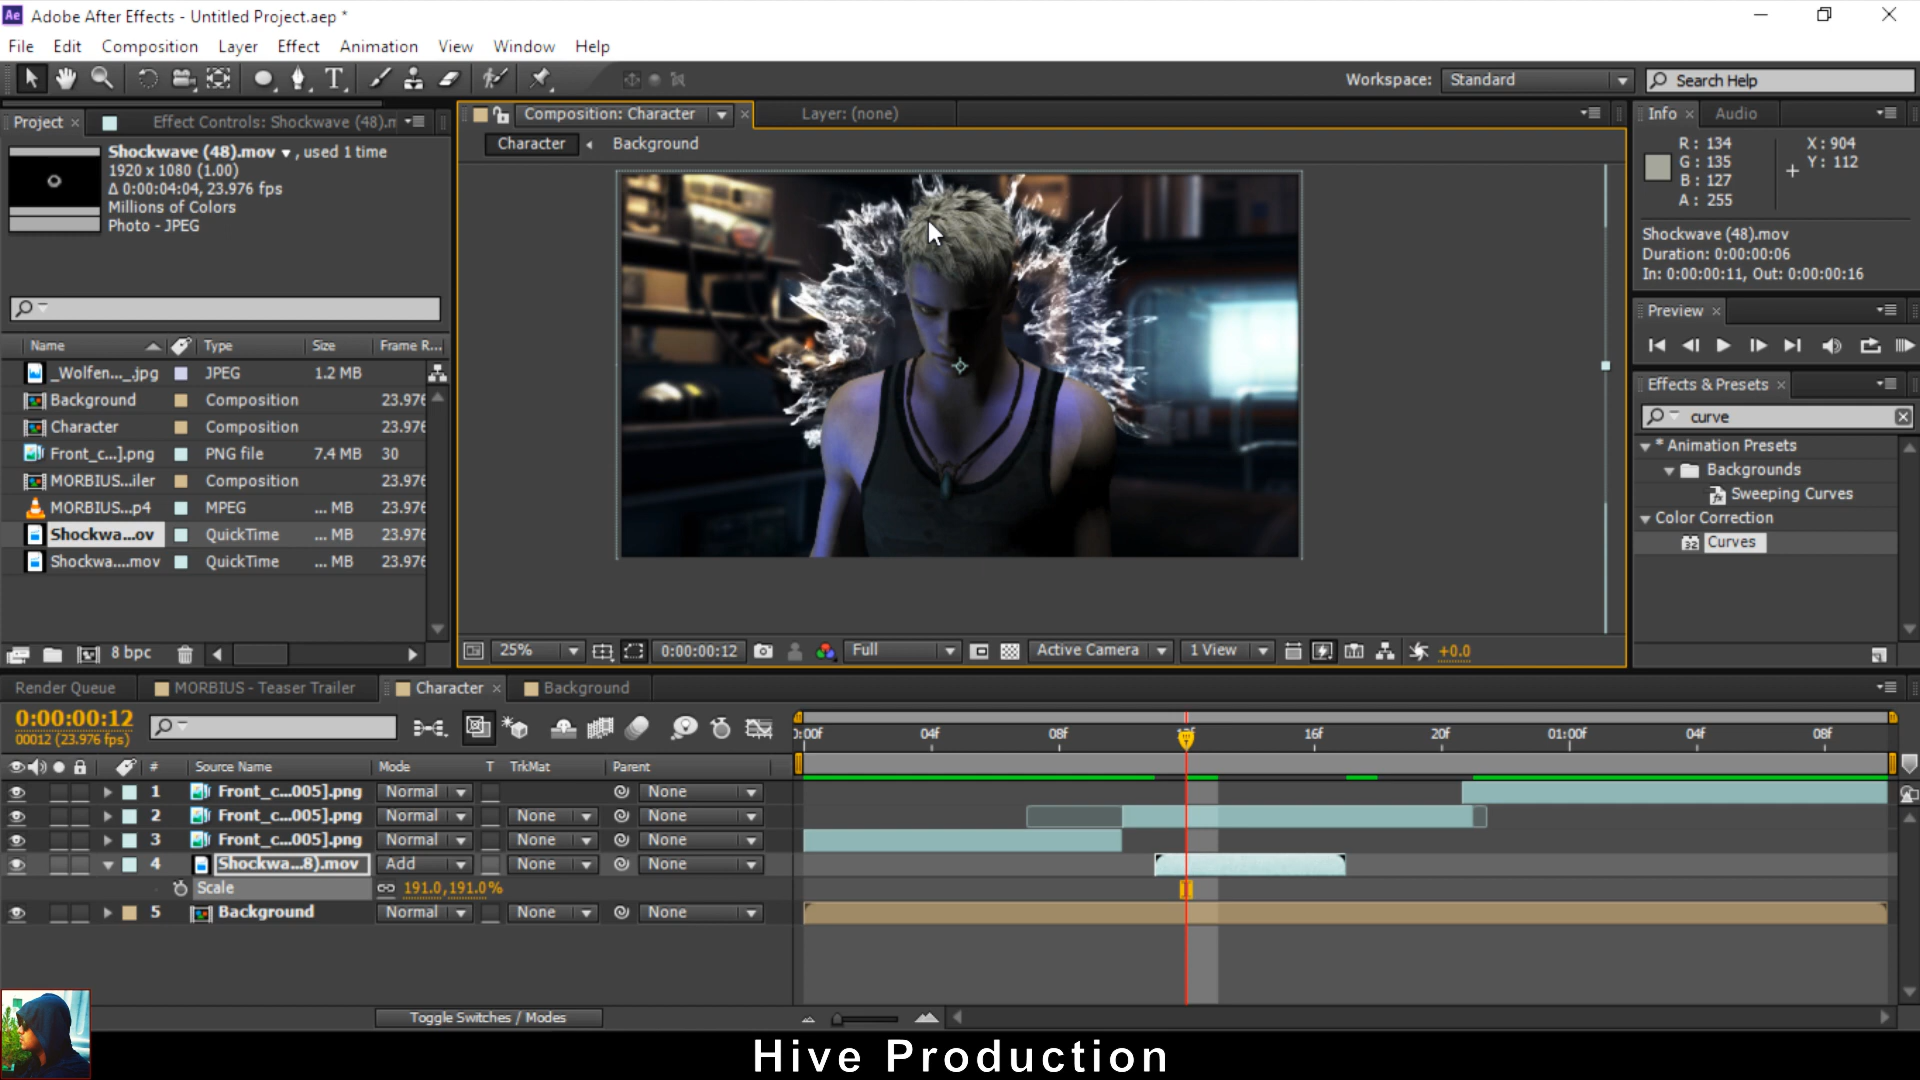 Adobe After Effects - Untitled Project.aep *
File Edit Composition Layer Effect Animation View Window Help
Workspace: Standard Search Help
Project Effect Controls: Shockwave (48).m
Composition: Character Layer: (none)
Info Audio
Shockwave (48).mov , used 1 time
1920 x 1080 (1.00)
Δ 0:00:04:04, 23.976 fps
Millions of Colors
Photo - JPEG
Character Background
R: 134 X: 904
G: 135 Y: 112
B: 127
A: 255
Shockwave (48).mov
Duration: 0:00:00:06
In: 0:00:00:11, Out: 0:00:00:16
Preview
Effects & Presets
curve
* Animation Presets
Backgrounds
Sweeping Curves
Color Correction
Curves
Name Type Size Frame R...
_Wolfen..._.jpg JPEG 1.2 MB
Background Composition 23.976
Character Composition 23.976
Front_c...].png PNG file 7.4 MB 30
MORBIUS...iler Composition 23.976
MORBIUS...p4 MPEG ... MB 23.976
Shockwa...ov QuickTime ... MB 23.976
Shockwa....mov QuickTime ... MB 23.976
8 bpc
25% 0:00:00:12 Full Active Camera 1 View +0.0
Render Queue MORBIUS - Teaser Trailer Character Background
0:00:00:12
00012 (23.976 fps)
):00f 04f 08f 16f 20f 01:00f 04f 08f
# Source Name Mode T TrkMat Parent
1 Front_c...005].png Normal None
2 Front_c...005].png Normal None None
3 Front_c...005].png Normal None None
4 Shockwa...8).mov Add None None
Scale 191.0,191.0%
5 Background Normal None None
Toggle Switches / Modes
Hive Production